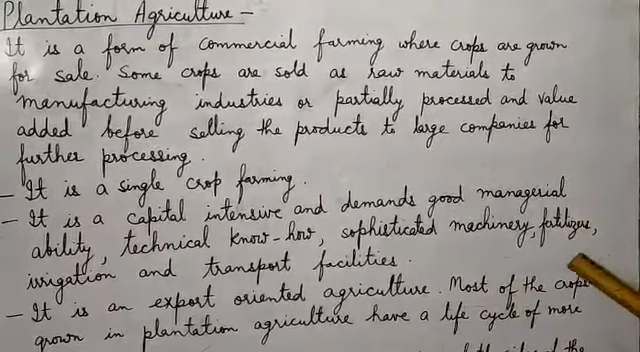 Plantation Agriculture -
It is a form of commercial farming where crops are grown
for sale. Some crops are sold as raw materials to
manufacturing industries or partially processed and value
added before selling the products to large companies for
further processing.
- It is a single crop farming.
- It is a capital intensive and demands good managerial
ability, technical know-how, sophisticated machinery, fertilizers,
irrigation and transport facilities.
- It is an export oriented agriculture. Most of the crops
grown in plantation agriculture have a life cycle of more
the